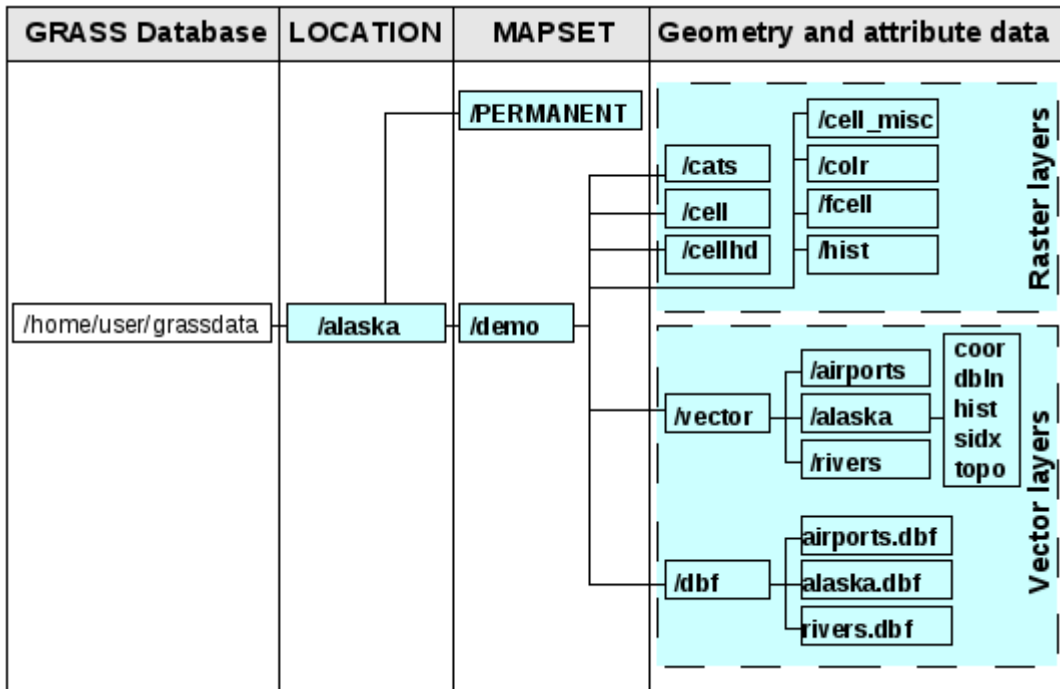 GRASS Database
LOCATION
MAPSET
Geometry and attribute data
/PERMANENT
/cell_misc
/cats
/colr
/cell
/fcell
/cellhd
/hist
Raster layers
/home/user/grassdata
/alaska
/demo
/vector
/airports
/alaska
/rivers
coor
dbln
hist
sidx
topo
/dbf
airports.dbf
alaska.dbf
rivers.dbf
Vector layers